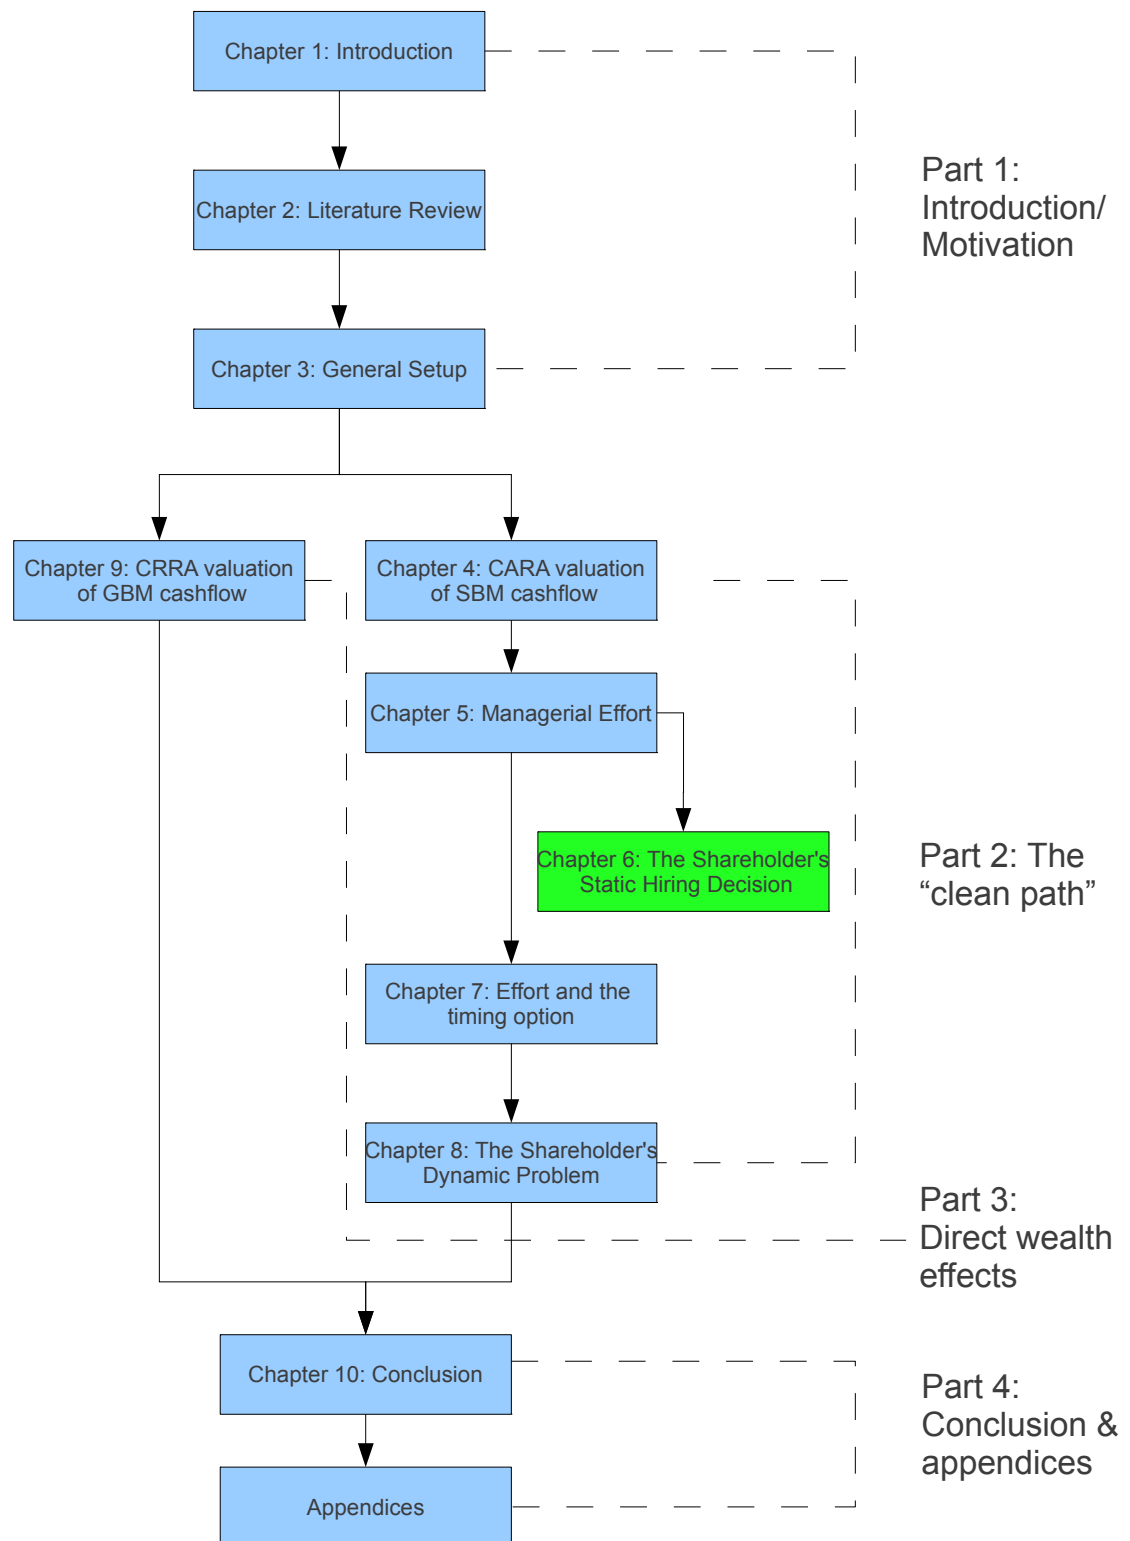 Chapter 1: Introduction
Chapter 2: Literature Review
Chapter 3: General Setup
Part 1:
Introduction/
Motivation
Chapter 9: CRRA valuation
of GBM cashflow
Chapter 4: CARA valuation
of SBM cashflow
Chapter 5: Managerial Effort
Chapter 6: The Shareholder's
Static Hiring Decision
Part 2: The
“clean path”
Chapter 7: Effort and the
timing option
Chapter 8: The Shareholder's
Dynamic Problem
Part 3:
Direct wealth
effects
Chapter 10: Conclusion
Appendices
Part 4:
Conclusion &
appendices